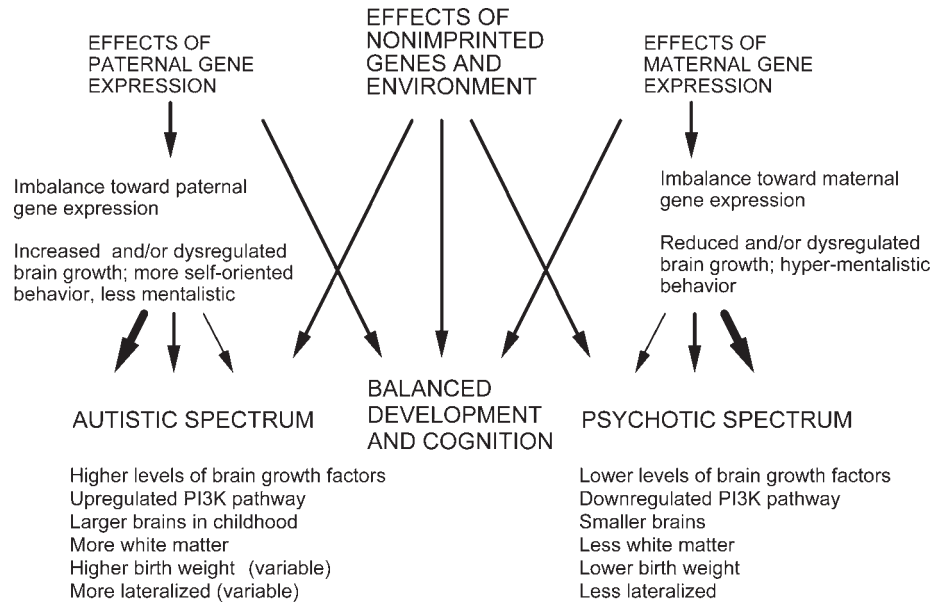 EFFECTS OF
PATERNAL GENE
EXPRESSION
EFFECTS OF
NONIMPRINTED
GENES AND
ENVIRONMENT
EFFECTS OF
MATERNAL GENE
EXPRESSION
Imbalance toward paternal
gene expression
Increased and/or dysregulated
brain growth; more self-oriented
behavior, less mentalistic
Imbalance toward maternal
gene expression
Reduced and/or dysregulated
brain growth; hyper-mentalistic
behavior
AUTISTIC SPECTRUM
BALANCED
DEVELOPMENT
AND COGNITION
PSYCHOTIC SPECTRUM
Higher levels of brain growth factors
Upregulated PI3K pathway
Larger brains in childhood
More white matter
Higher birth weight (variable)
More lateralized (variable)
Lower levels of brain growth factors
Downregulated PI3K pathway
Smaller brains
Less white matter
Lower birth weight
Less lateralized